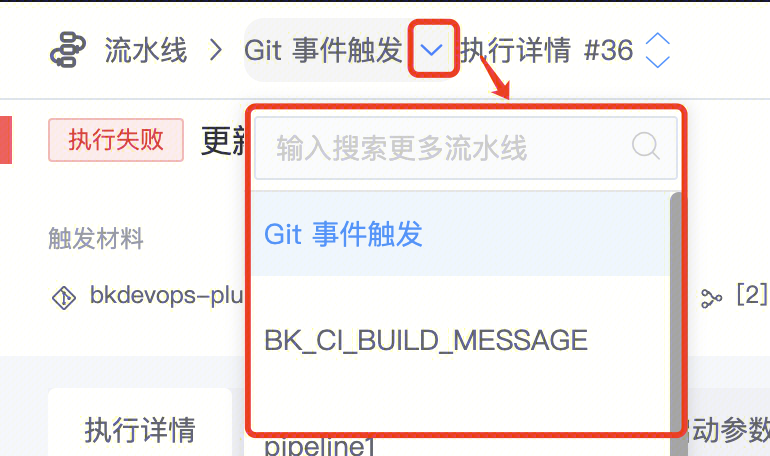 流水线 > Git 事件触发 执行详情 #36
执行失败 更新
输入搜索更多流水线
触发材料
Git 事件触发
bkdevops-plu [2]
BK_CI_BUILD_MESSAGE
执行详情 动参数
pipeline1